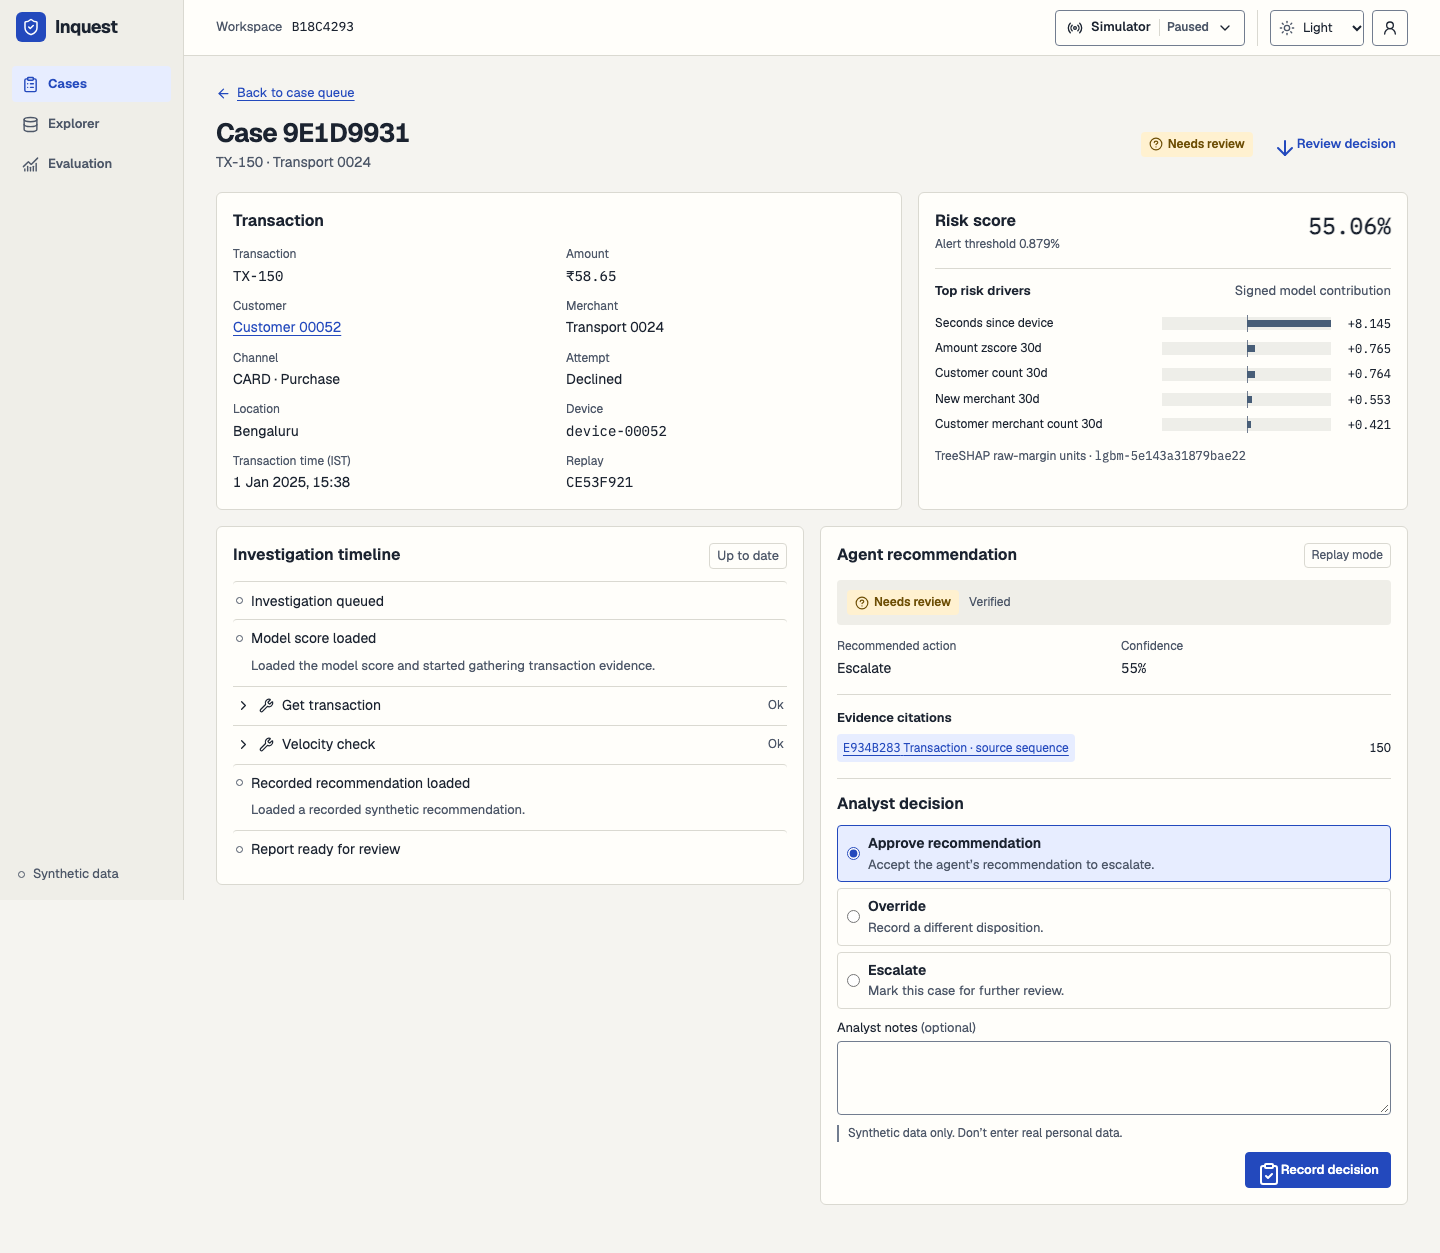 Inquest
Workspace B18C4293
Simulator Paused
Light
Cases
Explorer
Evaluation
Synthetic data
Back to case queue
Case 9E1D9931
TX-150 · Transport 0024
Needs review
Review decision
Transaction
Transaction
TX-150
Amount
₹58.65
Customer
Customer 00052
Merchant
Transport 0024
Channel
CARD · Purchase
Attempt
Declined
Location
Bengaluru
Device
device-00052
Transaction time (IST)
1 Jan 2025, 15:38
Replay
CE53F921
Risk score
55.06%
Alert threshold 0.879%
Top risk drivers
Signed model contribution
Seconds since device +8.145
Amount zscore 30d +0.765
Customer count 30d +0.764
New merchant 30d +0.553
Customer merchant count 30d +0.421
TreeSHAP raw-margin units · lgbm-5e143a31879bae22
Investigation timeline
Up to date
Investigation queued
Model score loaded
Loaded the model score and started gathering transaction evidence.
Get transaction Ok
Velocity check Ok
Recorded recommendation loaded
Loaded a recorded synthetic recommendation.
Report ready for review
Agent recommendation
Replay mode
Needs review Verified
Recommended action
Escalate
Confidence
55%
Evidence citations
E934B283 Transaction · source sequence 150
Analyst decision
Approve recommendation
Accept the agent's recommendation to escalate.
Override
Record a different disposition.
Escalate
Mark this case for further review.
Analyst notes (optional)
Synthetic data only. Don't enter real personal data.
Record decision